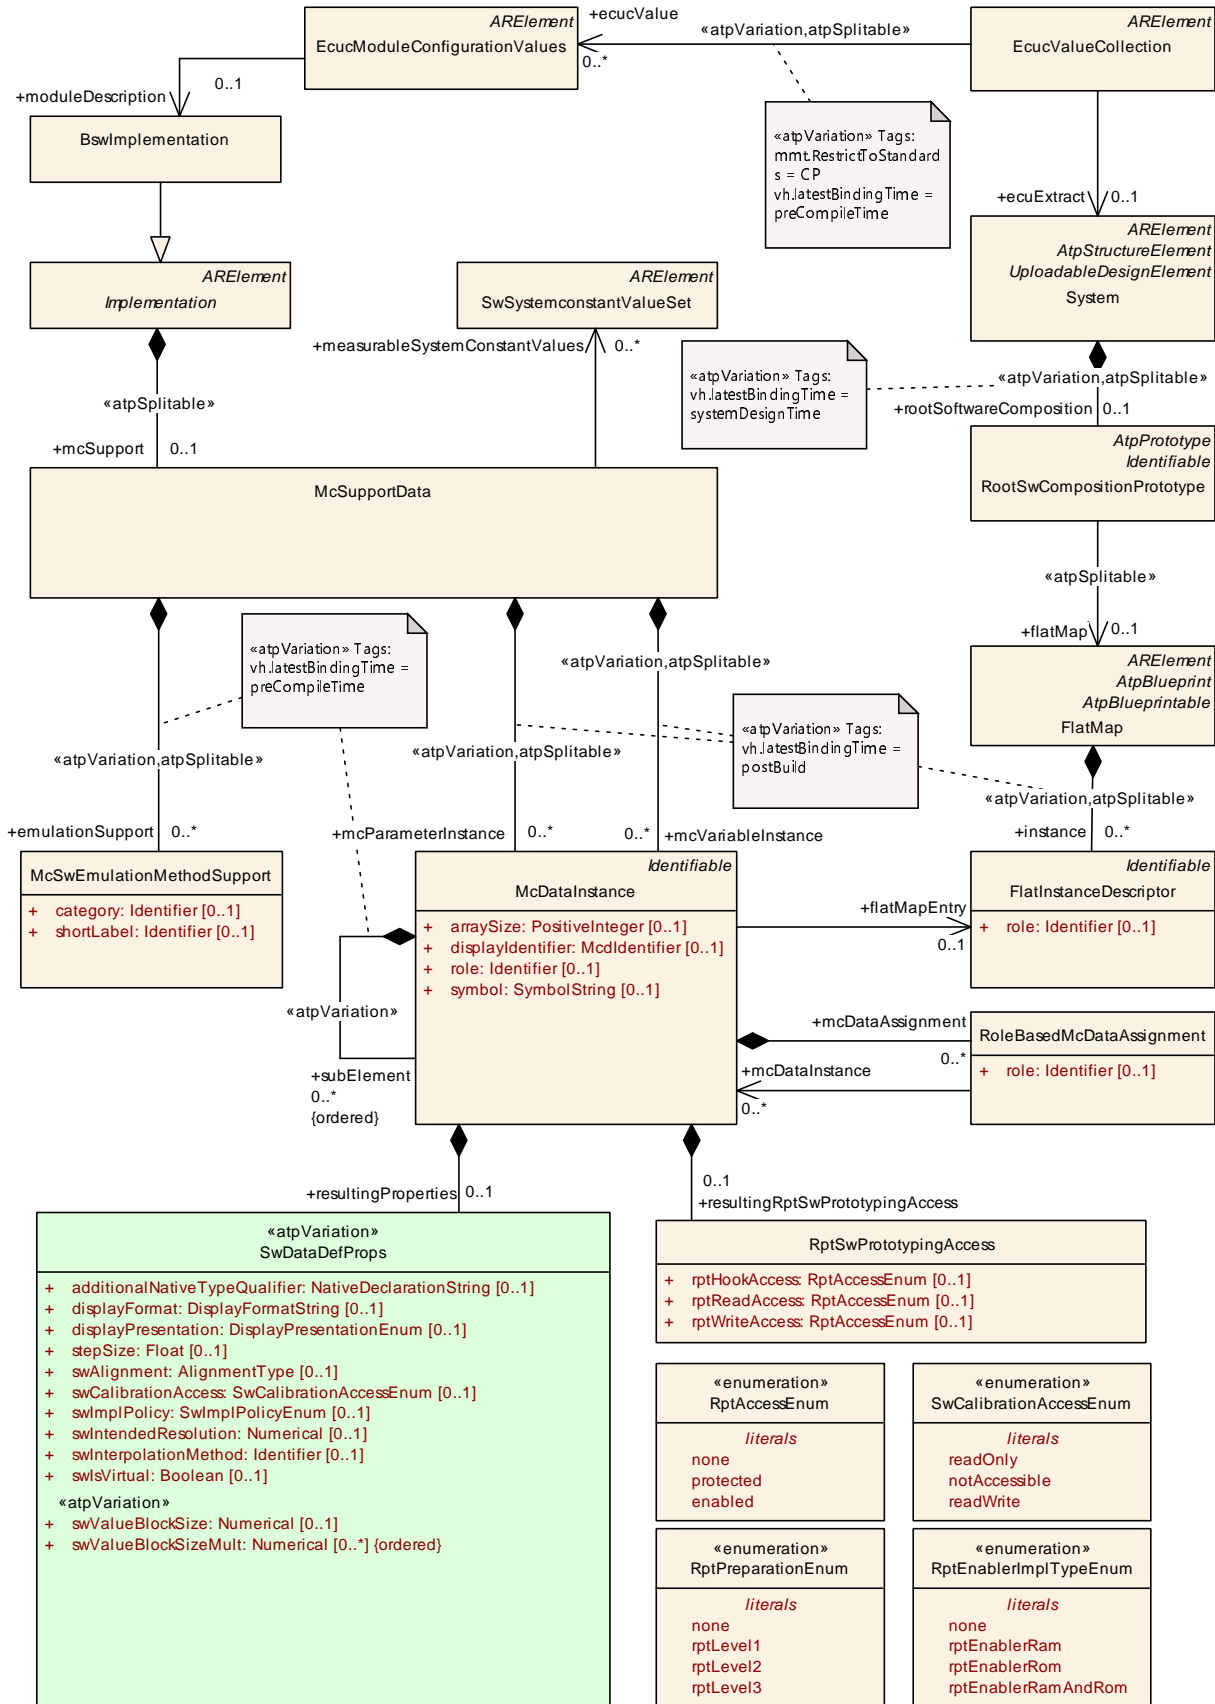 ARElement
EcucModuleConfigurationValues
+ecucValue
0..*
«atpVariation,atpSplitable»
ARElement
EcucValueCollection
0..1
+moduleDescription
BswImplementation
«atpVariation» Tags:
mmt.RestrictToStandard
s = CP
vh.latestBindingTime =
preCompileTime
+ecuExtract
0..1
ARElement
Implementation
ARElement
SwSystemconstantValueSet
ARElement
AtpStructureElement
UploadableDesignElement
System
+measurableSystemConstantValues
0..*
«atpVariation» Tags:
vh.latestBindingTime =
systemDesignTime
«atpVariation,atpSplitable»
+rootSoftwareComposition
0..1
«atpSplitable»
+mcSupport
0..1
AtpPrototype
Identifiable
RootSwCompositionPrototype
McSupportData
«atpSplitable»
+flatMap
0..1
«atpVariation» Tags:
vh.latestBindingTime =
preCompileTime
«atpVariation,atpSplitable»
ARElement
AtpBlueprint
AtpBlueprintable
FlatMap
«atpVariation» Tags:
vh.latestBindingTime =
postBuild
«atpVariation,atpSplitable»
«atpVariation,atpSplitable»
«atpVariation,atpSplitable»
+emulationSupport
0..*
+mcParameterInstance
0..*
0..*
+mcVariableInstance
+instance
0..*
McSwEmulationMethodSupport
+ category: Identifier [0..1]
+ shortLabel: Identifier [0..1]
Identifiable
McDataInstance
+ arraySize: PositiveInteger [0..1]
+ displayIdentifier: McdIdentifier [0..1]
+ role: Identifier [0..1]
+ symbol: SymbolString [0..1]
+flatMapEntry
0..1
Identifiable
FlatInstanceDescriptor
+ role: Identifier [0..1]
«atpVariation»
+subElement
0..*
{ordered}
+mcDataAssignment
0..*
+mcDataInstance
0..*
RoleBasedMcDataAssignment
+ role: Identifier [0..1]
+resultingProperties
0..1
0..1
+resultingRptSwPrototypingAccess
«atpVariation»
SwDataDefProps
+ additionalNativeTypeQualifier: NativeDeclarationString [0..1]
+ displayFormat: DisplayFormatString [0..1]
+ displayPresentation: DisplayPresentationEnum [0..1]
+ stepSize: Float [0..1]
+ swAlignment: AlignmentType [0..1]
+ swCalibrationAccess: SwCalibrationAccessEnum [0..1]
+ swImplPolicy: SwImplPolicyEnum [0..1]
+ swIntendedResolution: Numerical [0..1]
+ swInterpolationMethod: Identifier [0..1]
+ swIsVirtual: Boolean [0..1]
«atpVariation»
+ swValueBlockSize: Numerical [0..1]
+ swValueBlockSizeMult: Numerical [0..*] {ordered}
RptSwPrototypingAccess
+ rptHookAccess: RptAccessEnum [0..1]
+ rptReadAccess: RptAccessEnum [0..1]
+ rptWriteAccess: RptAccessEnum [0..1]
«enumeration»
RptAccessEnum
literals
none
protected
enabled
«enumeration»
SwCalibrationAccessEnum
literals
readOnly
notAccessible
readWrite
«enumeration»
RptPreparationEnum
literals
none
rptLevel1
rptLevel2
rptLevel3
«enumeration»
RptEnablerImplTypeEnum
literals
none
rptEnablerRam
rptEnablerRom
rptEnablerRamAndRom